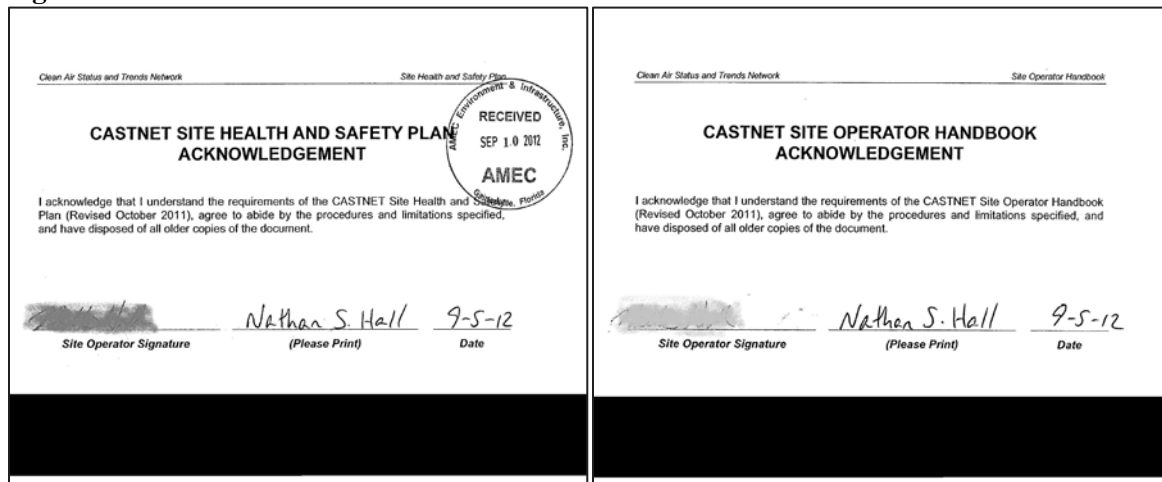 Clean Air Status and Trends Network
Site Health and Safety Plan
CASTNET SITE HEALTH AND SAFETY PLAN
ACKNOWLEDGEMENT
AMEC Environment & Infrastructure, Inc.
RECEIVED
SEP 10 2012
AMEC
Gainesville, Florida
I acknowledge that I understand the requirements of the CASTNET Site Health and Safety
Plan (Revised October 2011), agree to abide by the procedures and limitations specified,
and have disposed of all older copies of the document.
Nathan S. Hall 9-5-12
Site Operator Signature (Please Print) Date
Clean Air Status and Trends Network
Site Operator Handbook
CASTNET SITE OPERATOR HANDBOOK
ACKNOWLEDGEMENT
I acknowledge that I understand the requirements of the CASTNET Site Operator Handbook
(Revised October 2011), agree to abide by the procedures and limitations specified, and
have disposed of all older copies of the document.
Nathan S. Hall 9-5-12
Site Operator Signature (Please Print) Date